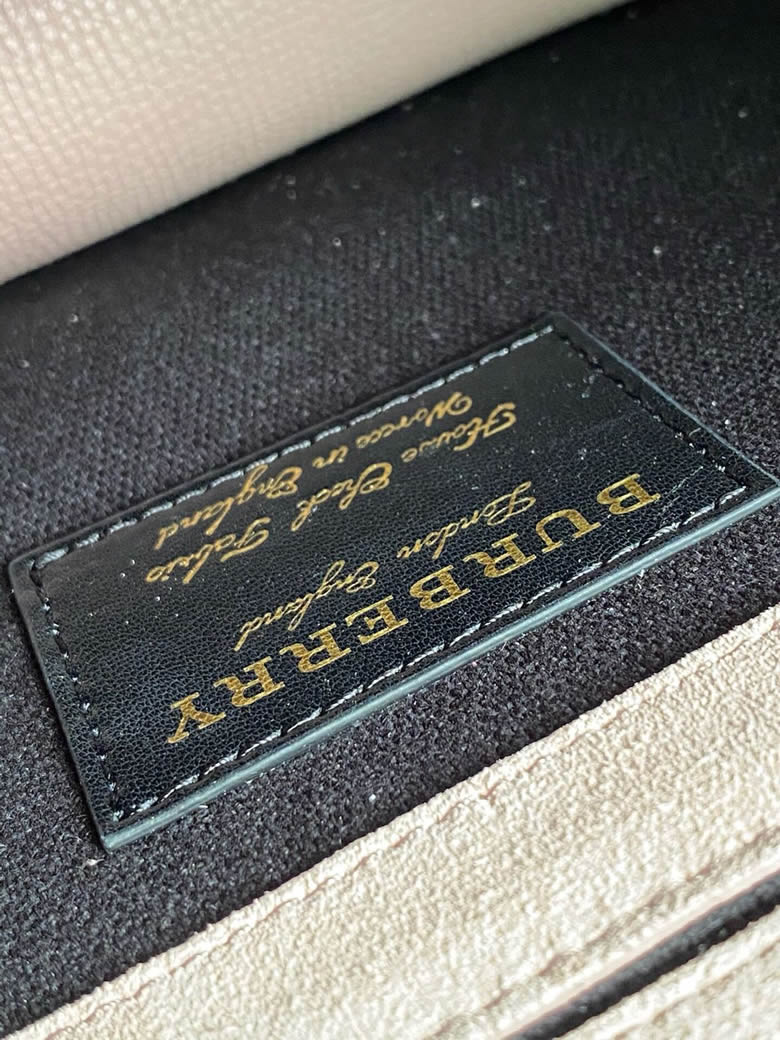 BURBERRY
London England
House Check Fabric
Woven in England